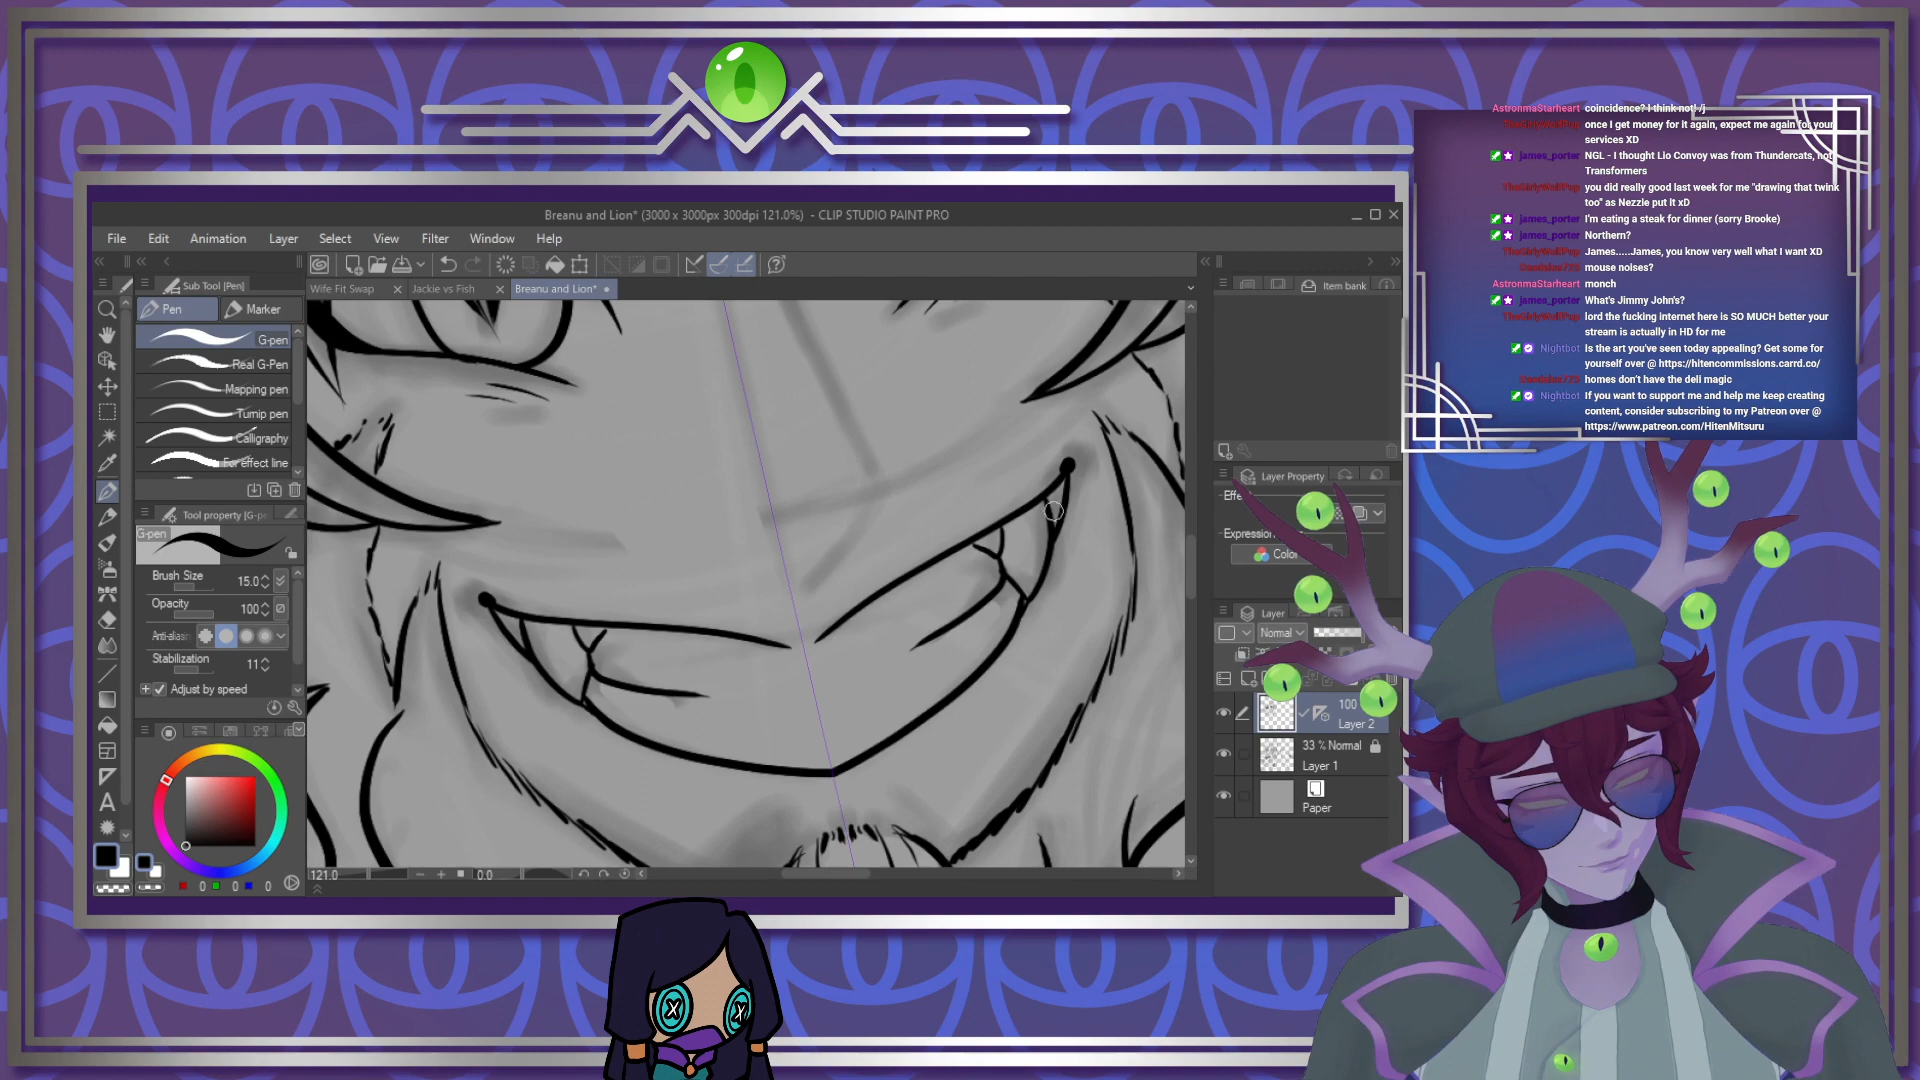 AstronmaStarheart coincidence? I think not! /j
TheGirlyWolfPup once I get money for it again, expect me again for your
services XD
james_porter NGL - I thought Lio Convoy was from Thundercats, not
Transformers
TheGirlyWolfPup you did really good last week for me "drawing that twink
too" as Nezzle put it xD
james_porter I'm eating a steak for dinner (sorry Brooke)
james_porter Northern?
TheGirlyWolfPup James.....James, you know very well what I want XD
mouse noises?
AstronmaStarheart monch
james_porter What's Jimmy John's?
TheGirlyWolfPup lord the fucking internet here is SO MUCH better your
stream is actually in HD for me
Nightbot Is the art you've seen today appealing? Get some for
yourself over @ https://hitencommissions.carrd.co/
homes don't have the deli magic
Nightbot If you want to support me and help me keep creating
content, consider subscribing to my Patreon over @
https://www.patreon.com/HitenMitsuru
Breanu and Lion* (3000 x 3000px 300dpi 121.0%) - CLIP STUDIO PAINT PRO
File Edit Animation Layer Select View Filter Window Help
Sub Tool [Pen]
Wife Fit Swap Jackie vs Fish Breanu and Lion*
Item bank
Pen Marker
G-pen
Real G-Pen
Mapping pen
Turnip pen
Calligraphy
For effect line
Tool property [G-pe
G-pen
Brush Size 15.0
Opacity 100
Anti-aliasin
Stabilization 11
Adjust by speed
0 0 0
121.0 0.0
Layer Property
Effe
Expression
Colo
Layer
Normal
100
Layer 2
33 % Normal
Layer 1
Paper